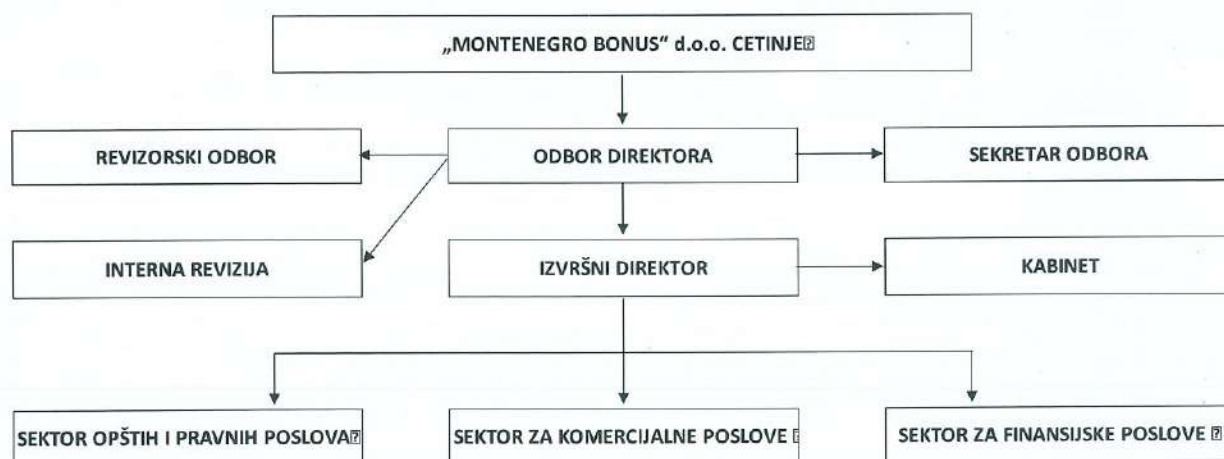 „MONTENEGRO BONUS“ d.o.o. CETINJE
REVIZORSKI ODBOR
ODBOR DIREKTORA
SEKRETAR ODBORA
INTERNA REVIZIJA
IZVRŠNI DIREKTOR
KABINET
SEKTOR OPŠTIH I PRAVNIH POSLOVA
SEKTOR ZA KOMERCIJALNE POSLOVE
SEKTOR ZA FINANSIJSKE POSLOVE